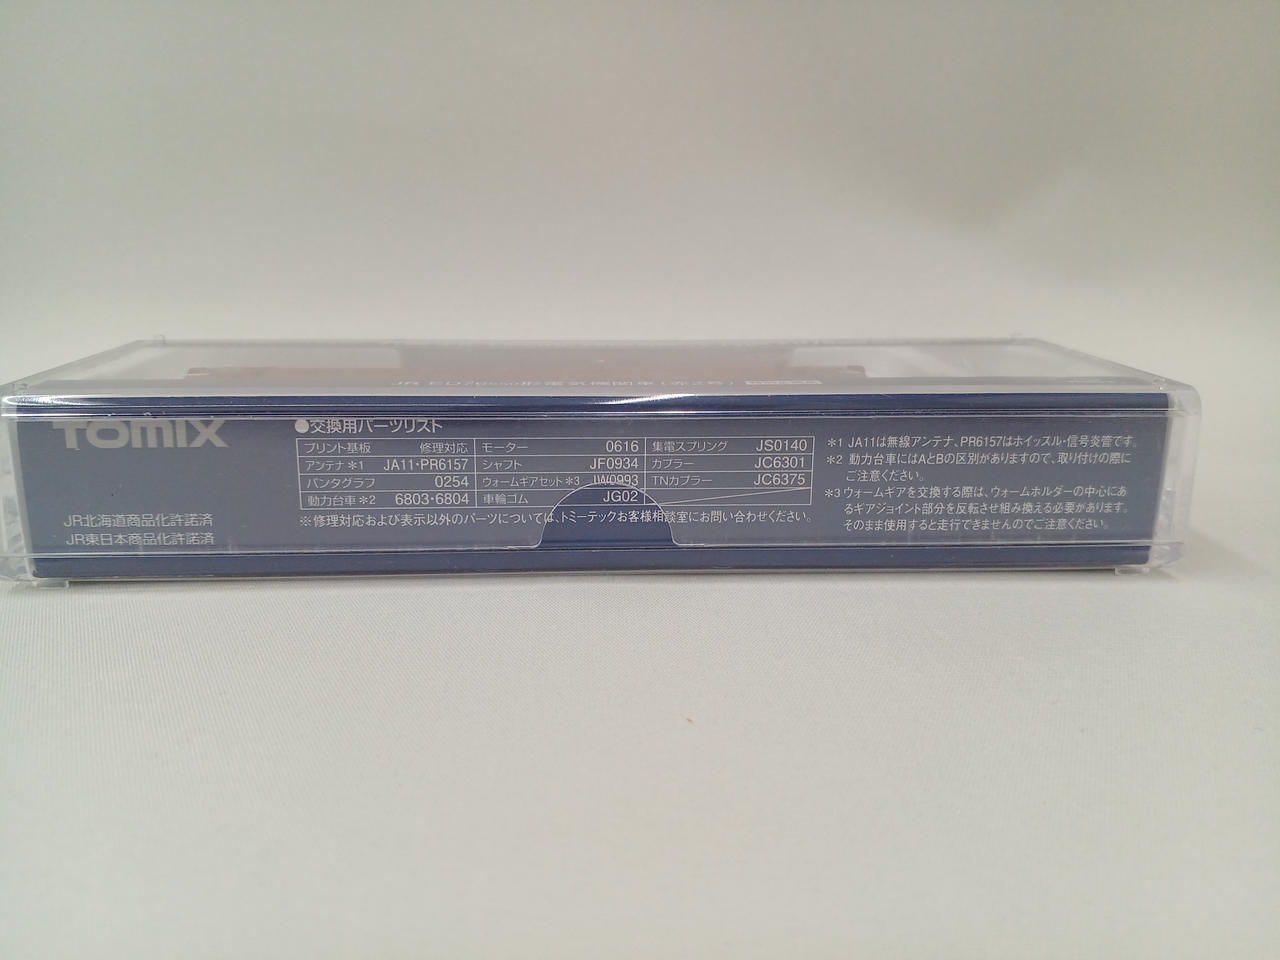 JR ED76 550形電気機関車(赤2号)
TOMIX
●交換用パーツリスト
プリント基板 修理対応 モーター 0616 集電スプリング JS0140
アンテナ*1 JA11・PR6157 シャフト JF0934 カプラー JC6301
パンタグラフ 0254 ウォームギアセット*3 JW0993 TNカプラー JC6375
動力台車*2 6803・6804 車輪ゴム JG02
※修理対応および表示以外のパーツについては、トミーテックお客様相談室にお問い合わせください。
*1 JA11は無線アンテナ、PR6157はホイッスル・信号炎管です。
*2 動力台車にはAとBの区別がありますので、取り付けの際に
ご注意ください。
*3 ウォームギアを交換する際は、ウォームホルダーの中心にあ
るギアジョイント部分を反転させ組み換える必要があります。
そのまま使用すると走行できませんのでご注意ください。
JR北海道商品化許諾済
JR東日本商品化許諾済